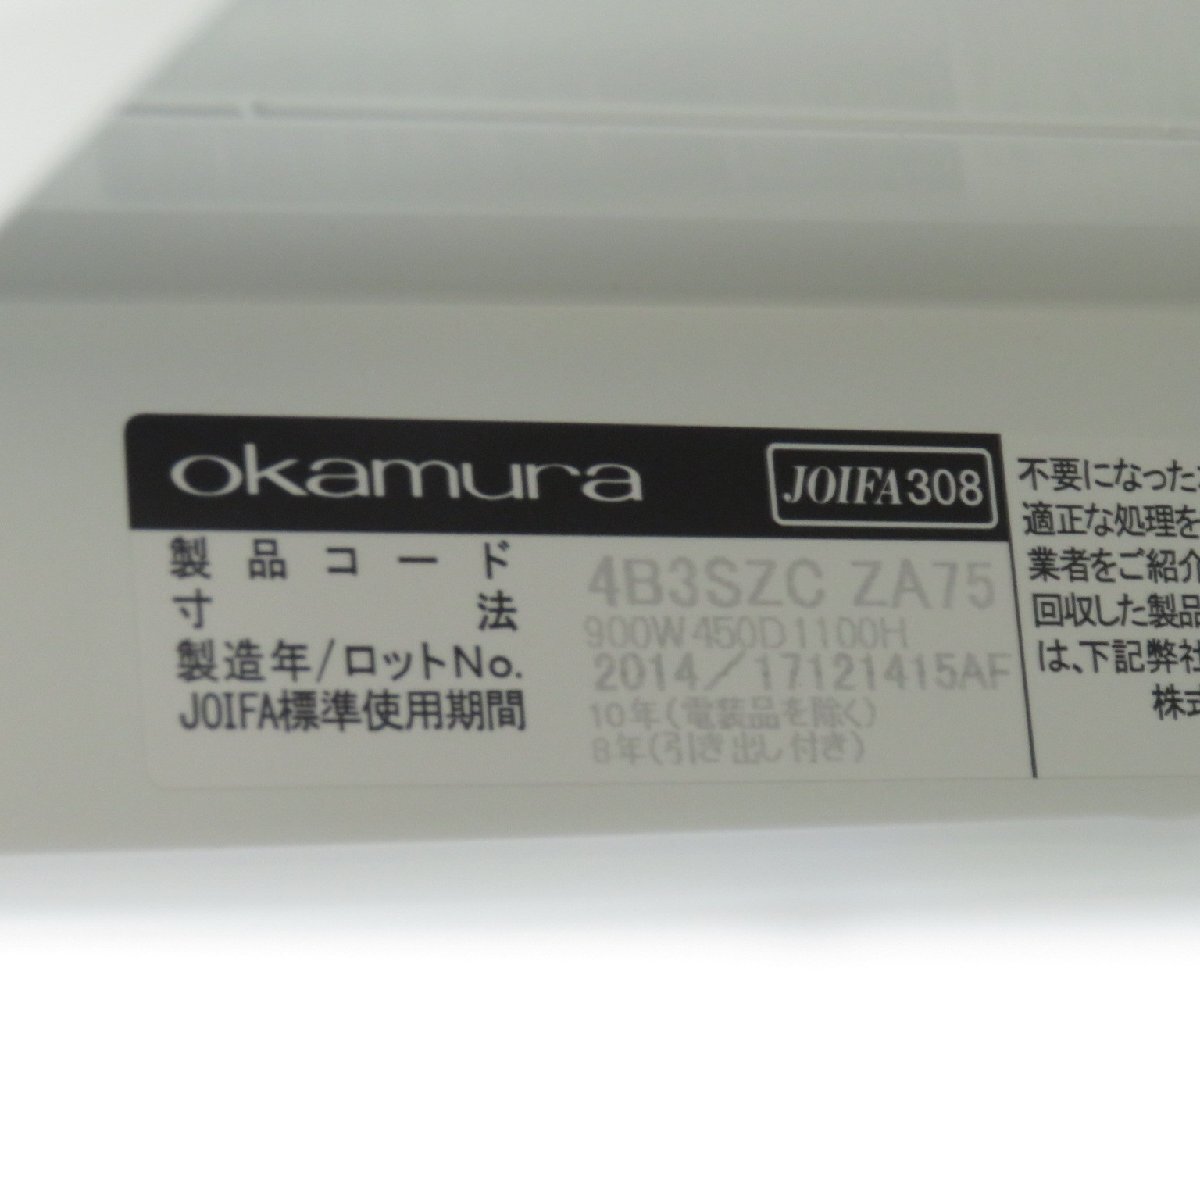 okamura JOIFA308
製品コード 4B3SZC ZA75
寸法 900W450D1100H
製造年/ロットNo. 2014/17121415AF
JOIFA標準使用期間 10年(電装品を除く)
8年(引き出し付き)
不要になった
適正な処理を
業者をご紹介
回収した製品
は、下記弊社
株式